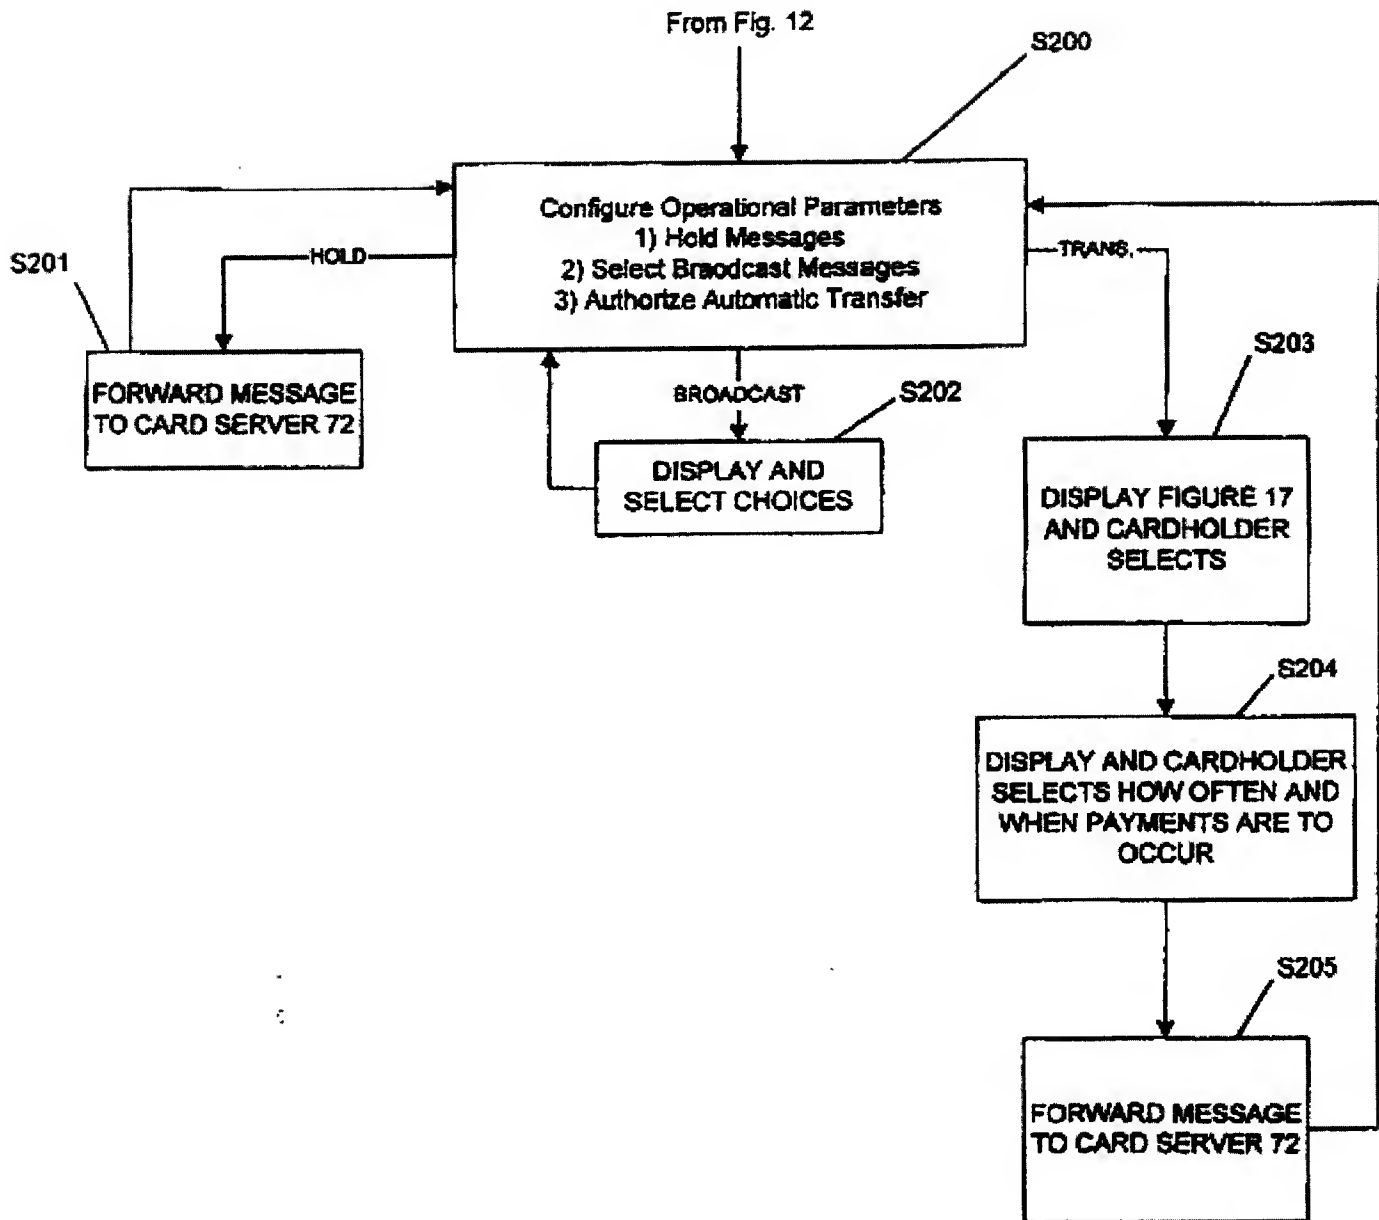 From Fig. 12
S200
Configure Operational Parameters
1) Hold Messages
2) Select Braodcast Messages
3) Authorize Automatic Transfer
HOLD
TRANS.
S201
FORWARD MESSAGE
TO CARD SERVER 72
BROADCAST
S202
DISPLAY AND
SELECT CHOICES
S203
DISPLAY FIGURE 17
AND CARDHOLDER
SELECTS
S204
DISPLAY AND CARDHOLDER
SELECTS HOW OFTEN AND
WHEN PAYMENTS ARE TO
OCCUR
S205
FORWARD MESSAGE
TO CARD SERVER 72